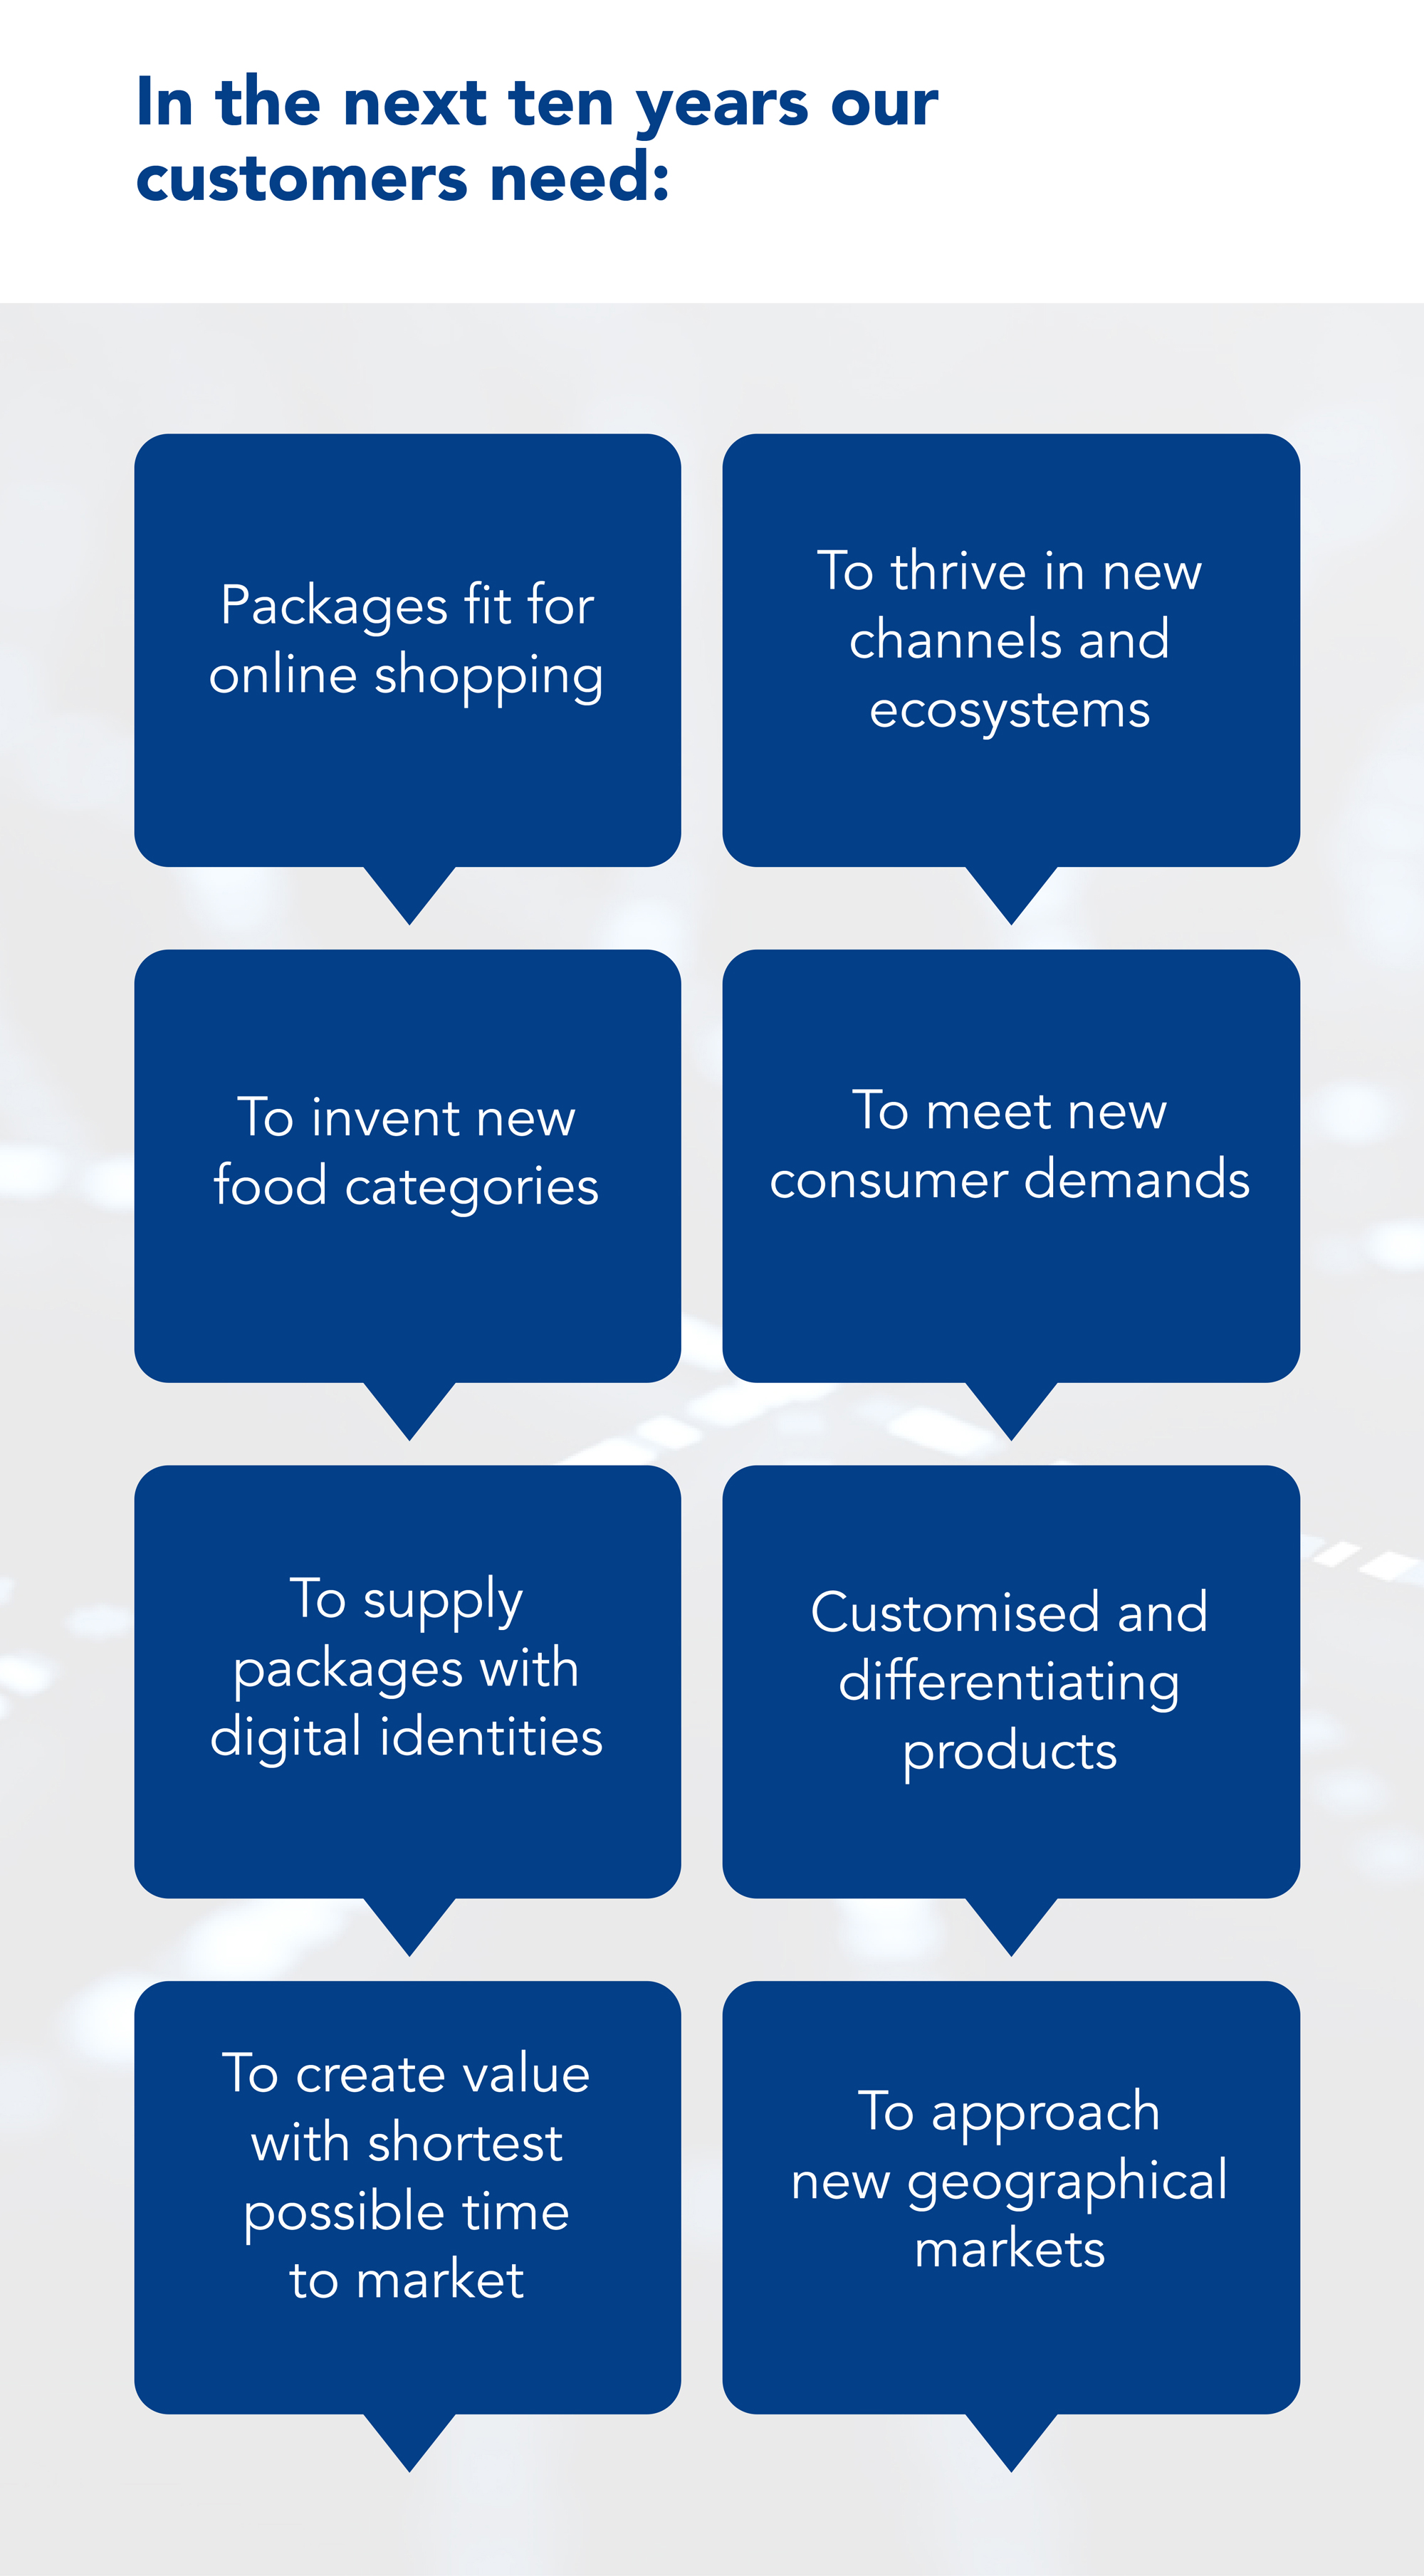 In the next ten years our
customers need:
Packages fit for
online shopping
To thrive in new
channels and
ecosystems
To invent new
food categories
To meet new
consumer demands
To supply
packages with
digital identities
Customised and
differentiating
products
To create value
with shortest
possible time
to market
To approach
new geographical
markets